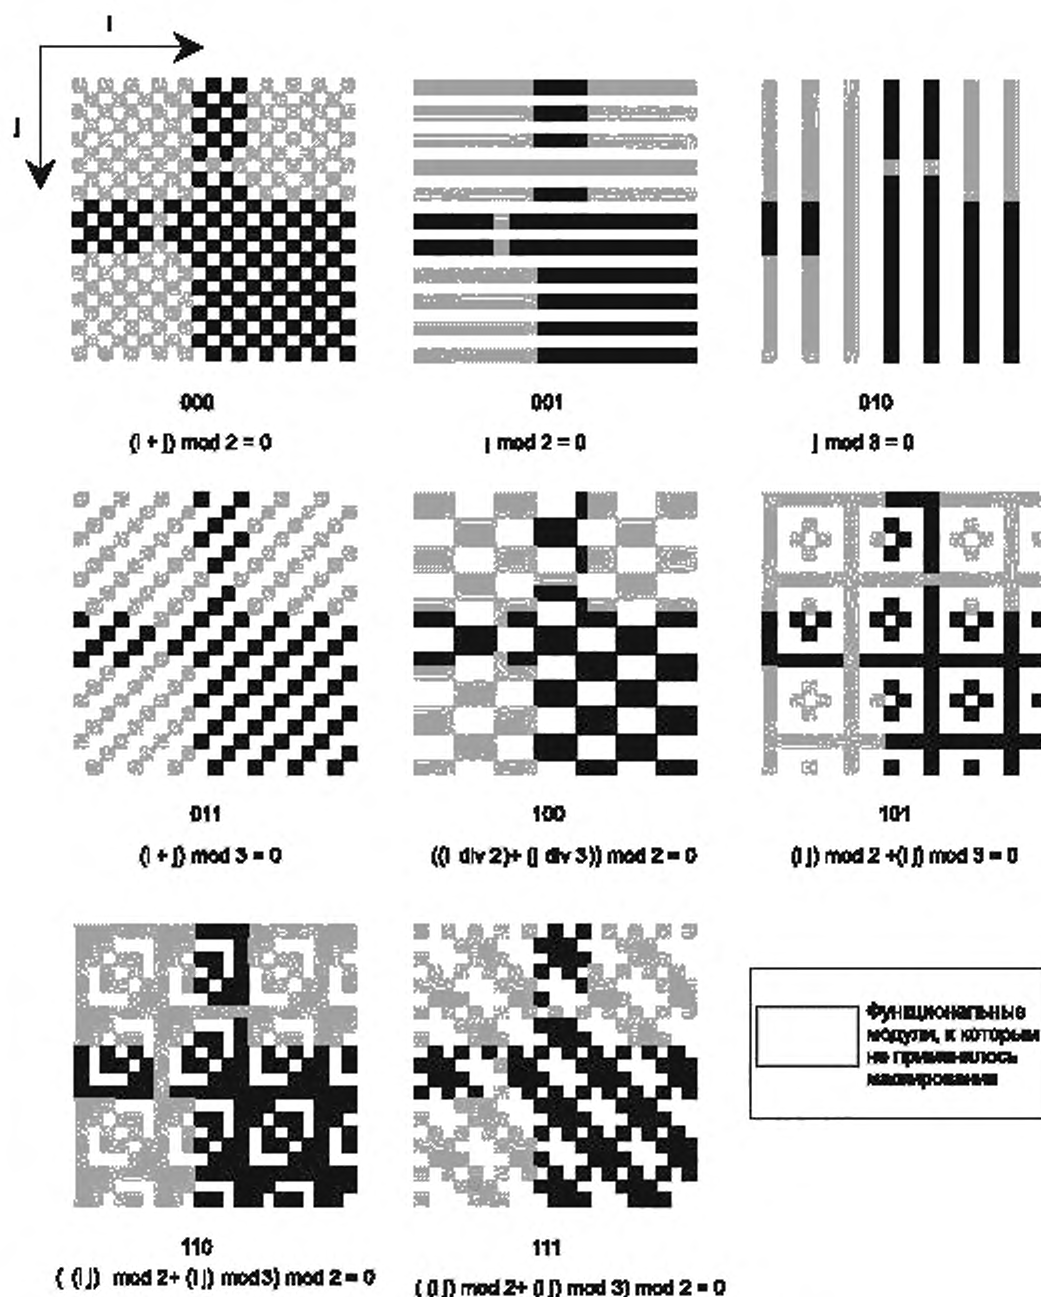 I
J
000
001
010
(I + J) mod 2 = 0
J mod 2 = 0
J mod 3 = 0
011
100
101
(I + J) mod 3 = 0
((I div 2)+ (J div 3)) mod 2 = 0
(I J) mod 2 +(I J) mod 3 = 0
Функциональные
модули, к которым
не применялось
маскирование
110
111
( (I J) mod 2+ (I J) mod3) mod 2 = 0
( (I J) mod 2+ (I J) mod 3) mod 2 = 0